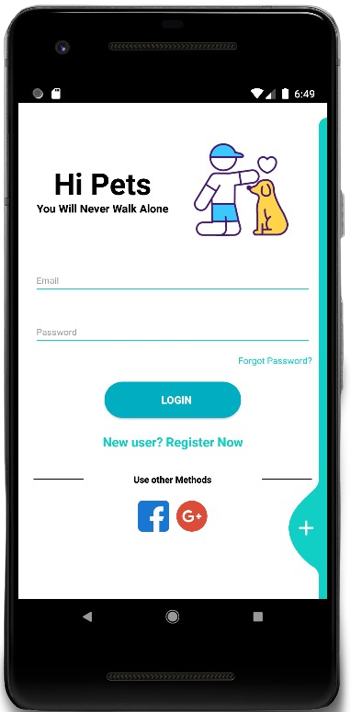 6:49
Hi Pets
You Will Never Walk Alone
Email
Password
Forgot Password?
LOGIN
New user? Register Now
Use other Methods
f G+
+